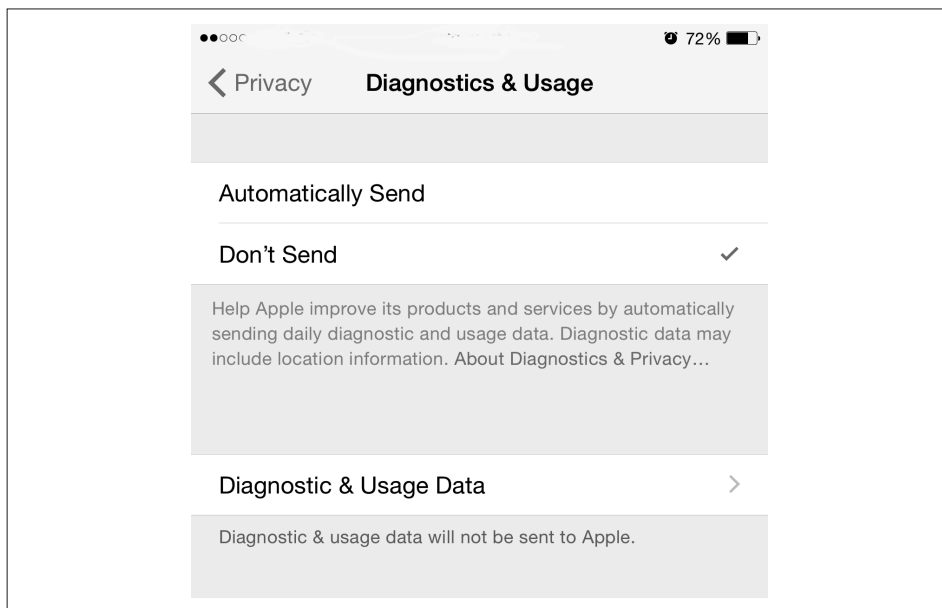 72%
Privacy
Diagnostics & Usage
Automatically Send
Don’t Send
Help Apple improve its products and services by automatically
sending daily diagnostic and usage data. Diagnostic data may
include location information. About Diagnostics & Privacy…
Diagnostic & Usage Data
Diagnostic & usage data will not be sent to Apple.